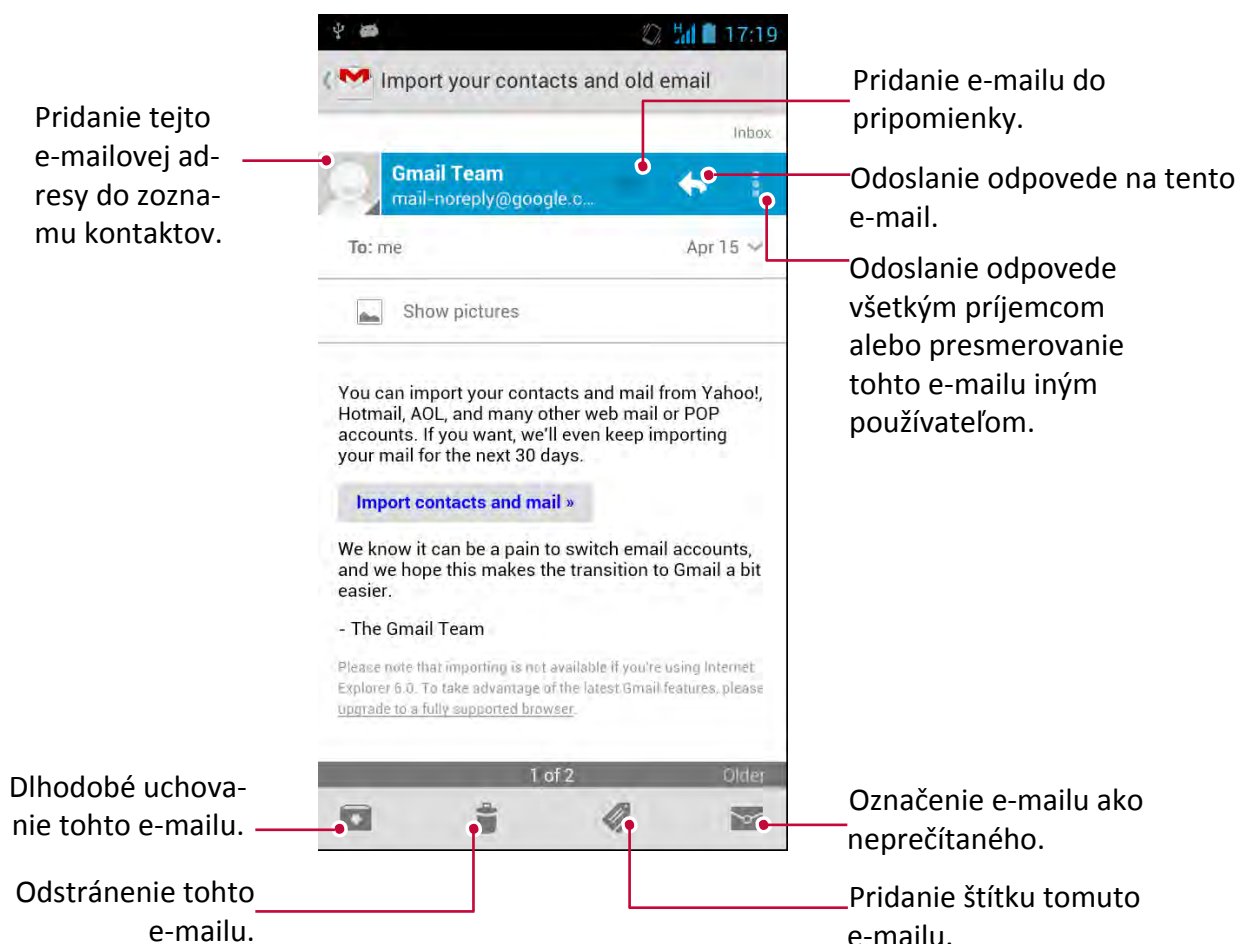 17:19
Import your contacts and old email
Pridanie e-mailu do
pripomienky.
Pridanie tejto
e-mailovej ad-
resy do zozna-
mu kontaktov.
Inbox
Gmail Team
mail-noreply@google.c...
Odoslanie odpovede na tento
e-mail.
To: me
Apr 15
Odoslanie odpovede
všetkým príjemcom
alebo presmerovanie
tohto e-mailu iným
používateľom.
Show pictures
You can import your contacts and mail from Yahoo!,
Hotmail, AOL, and many other web mail or POP
accounts. If you want, we'll even keep importing
your mail for the next 30 days.
Import contacts and mail »
We know it can be a pain to switch email accounts,
and we hope this makes the transition to Gmail a bit
easier.
- The Gmail Team
Please note that importing is not available if you're using Internet
Explorer 6.0. To take advantage of the latest Gmail features, please
upgrade to a fully supported browser.
1 of 2
Older
Dlhodobé uchova-
nie tohto e-mailu.
Označenie e-mailu ako
neprečítaného.
Odstránenie tohto
e-mailu.
Pridanie štítku tomuto
e-mailu.